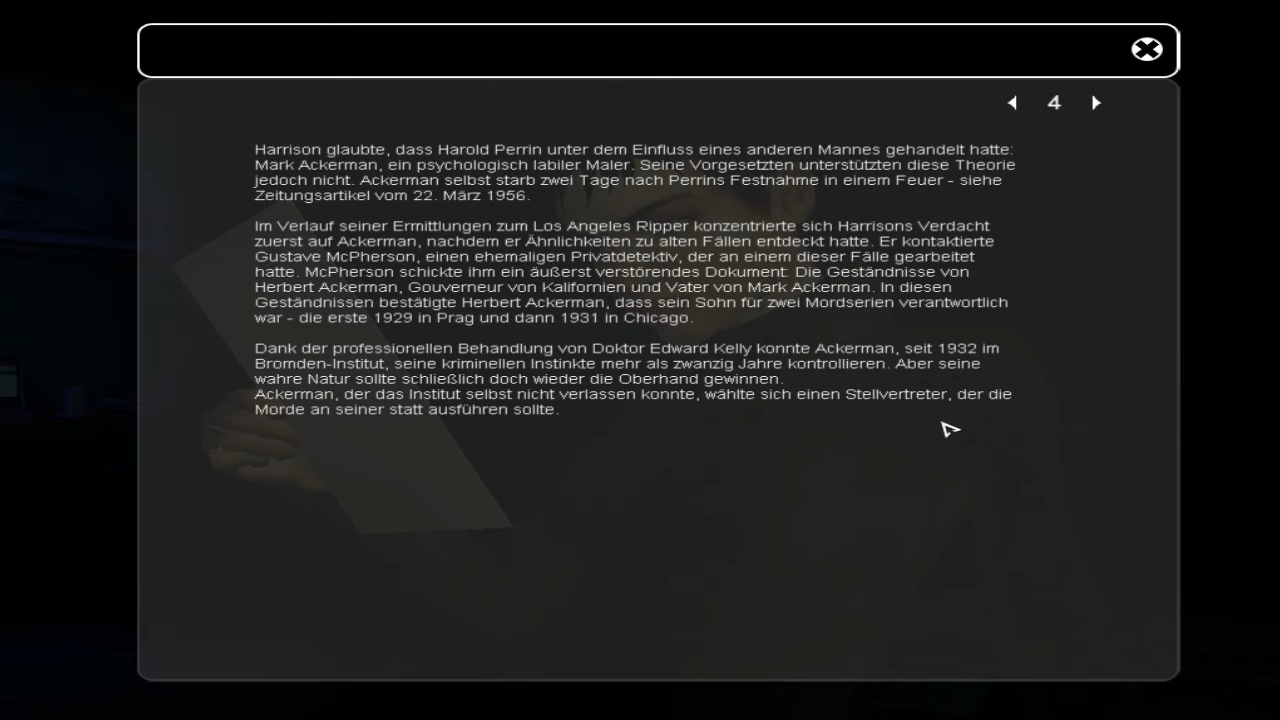 4
Harrison glaubte, dass Harold Perrin unter dem Einfluss eines anderen Mannes gehandelt hatte:
Mark Ackerman, ein psychologisch labiler Maler. Seine Vorgesetzten unterstützten diese Theorie
jedoch nicht. Ackerman selbst starb zwei Tage nach Perrins Festnahme in einem Feuer - siehe
Zeitungsartikel vom 22. März 1956.
Im Verlauf seiner Ermittlungen zum Los Angeles Ripper konzentrierte sich Harrisons Verdacht
zuerst auf Ackerman, nachdem er Ähnlichkeiten zu alten Fällen entdeckt hatte. Er kontaktierte
Gustave McPherson, einen ehemaligen Privatdetektiv, der an einem dieser Fälle gearbeitet
hatte. McPherson schickte ihm ein äußerst verstörendes Dokument: Die Geständnisse von
Herbert Ackerman, Gouverneur von Kalifornien und Vater von Mark Ackerman. In diesen
Geständnissen bestätigte Herbert Ackerman, dass sein Sohn für zwei Mordserien verantwortlich
war - die erste 1929 in Prag und dann 1931 in Chicago.
Dank der professionellen Behandlung von Doktor Edward Kelly konnte Ackerman, seit 1932 im
Bromden-Institut, seine kriminellen Instinkte mehr als zwanzig Jahre kontrollieren. Aber seine
wahre Natur sollte schließlich doch wieder die Oberhand gewinnen.
Ackerman, der das Institut selbst nicht verlassen konnte, wählte sich einen Stellvertreter, der die
Morde an seiner statt ausführen sollte.